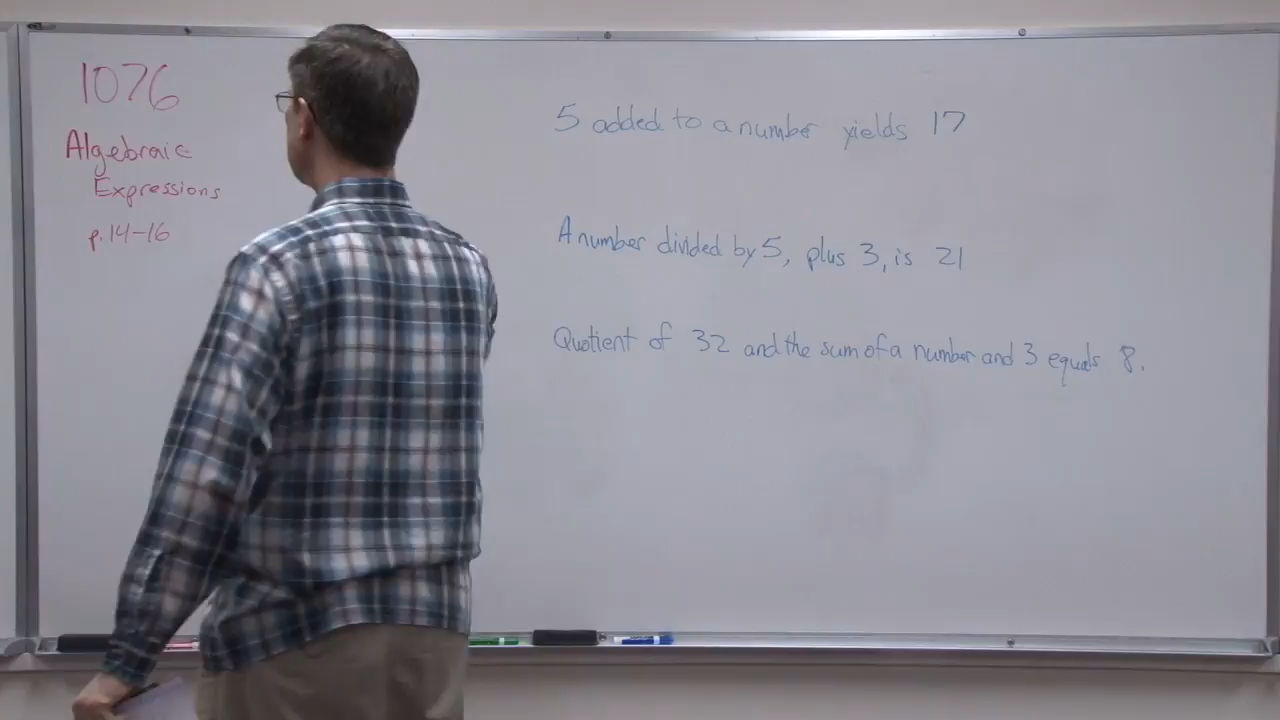 1076
Algebraic
Expressions
p. 14-16
5 added to a number yields 17
A number divided by 5, plus 3, is 21
Quotient of 32 and the sum of a number and 3 equals 8.